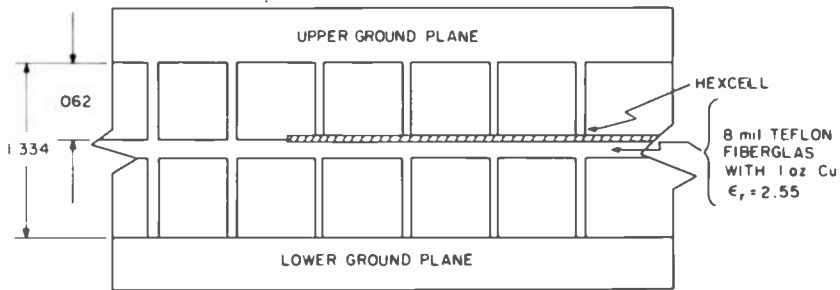 UPPER GROUND PLANE
HEXCELL
062
1.334
8 mil TEFLON
FIBERGLAS
WITH 1 oz Cu
ϵr = 2.55
LOWER GROUND PLANE